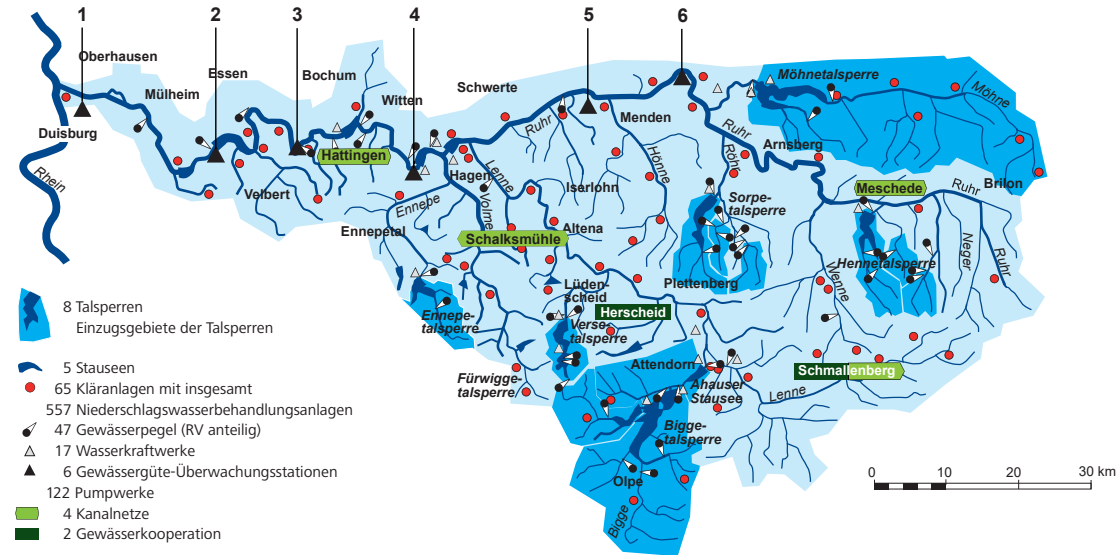 1 2 3 4 5 6
Oberhausen
Essen
Bochum
Mülheim
Witten
Schwerte
Möhnetalsperre
Möhne
Duisburg
Ruhr
Menden
Ruhr
Arnsberg
Hattingen
Hagen
Lenne
Iserlohn
Hönne
Röhr
Meschede
Ruhr
Brilon
Rhein
Velbert
Ennepe
Volme
Sorpe-
talsperre
Ennepetal
Schalksmühle
Altena
Hennetalsperre
Neger
Ruhr
Wenne
Plettenberg
Lüden-
scheid
Herscheid
8 Talsperren
Einzugsgebiete der Talsperren
Ennepe-
talsperre
Verse-
talsperre
5 Stauseen
65 Kläranlagen mit insgesamt
557 Niederschlagswasserbehandlungsanlagen
47 Gewässerpegel (RV anteilig)
17 Wasserkraftwerke
6 Gewässergüte-Überwachungsstationen
122 Pumpwerke
4 Kanalnetze
2 Gewässerkooperation
Fürwigge-
talsperre
Attendorn
Ahauser
Stausee
Schmallenberg
Lenne
Bigge-
talsperre
Olpe
Bigge
0 10 20 30 km